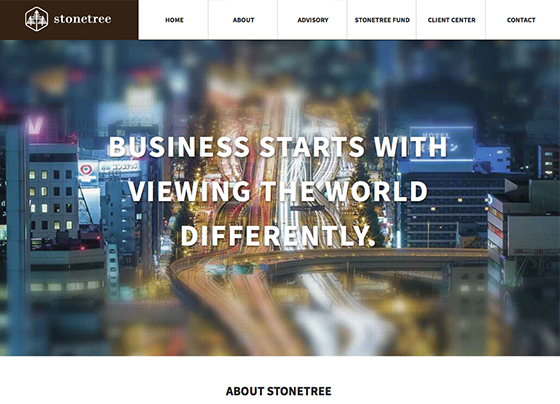 stonetree
HOME
ABOUT
ADVISORY
STONETREE FUND
CLIENT CENTER
CONTACT
HOTEL
BUSINESS STARTS WITH
VIEWING THE WORLD
DIFFERENTLY.
ABOUT STONETREE